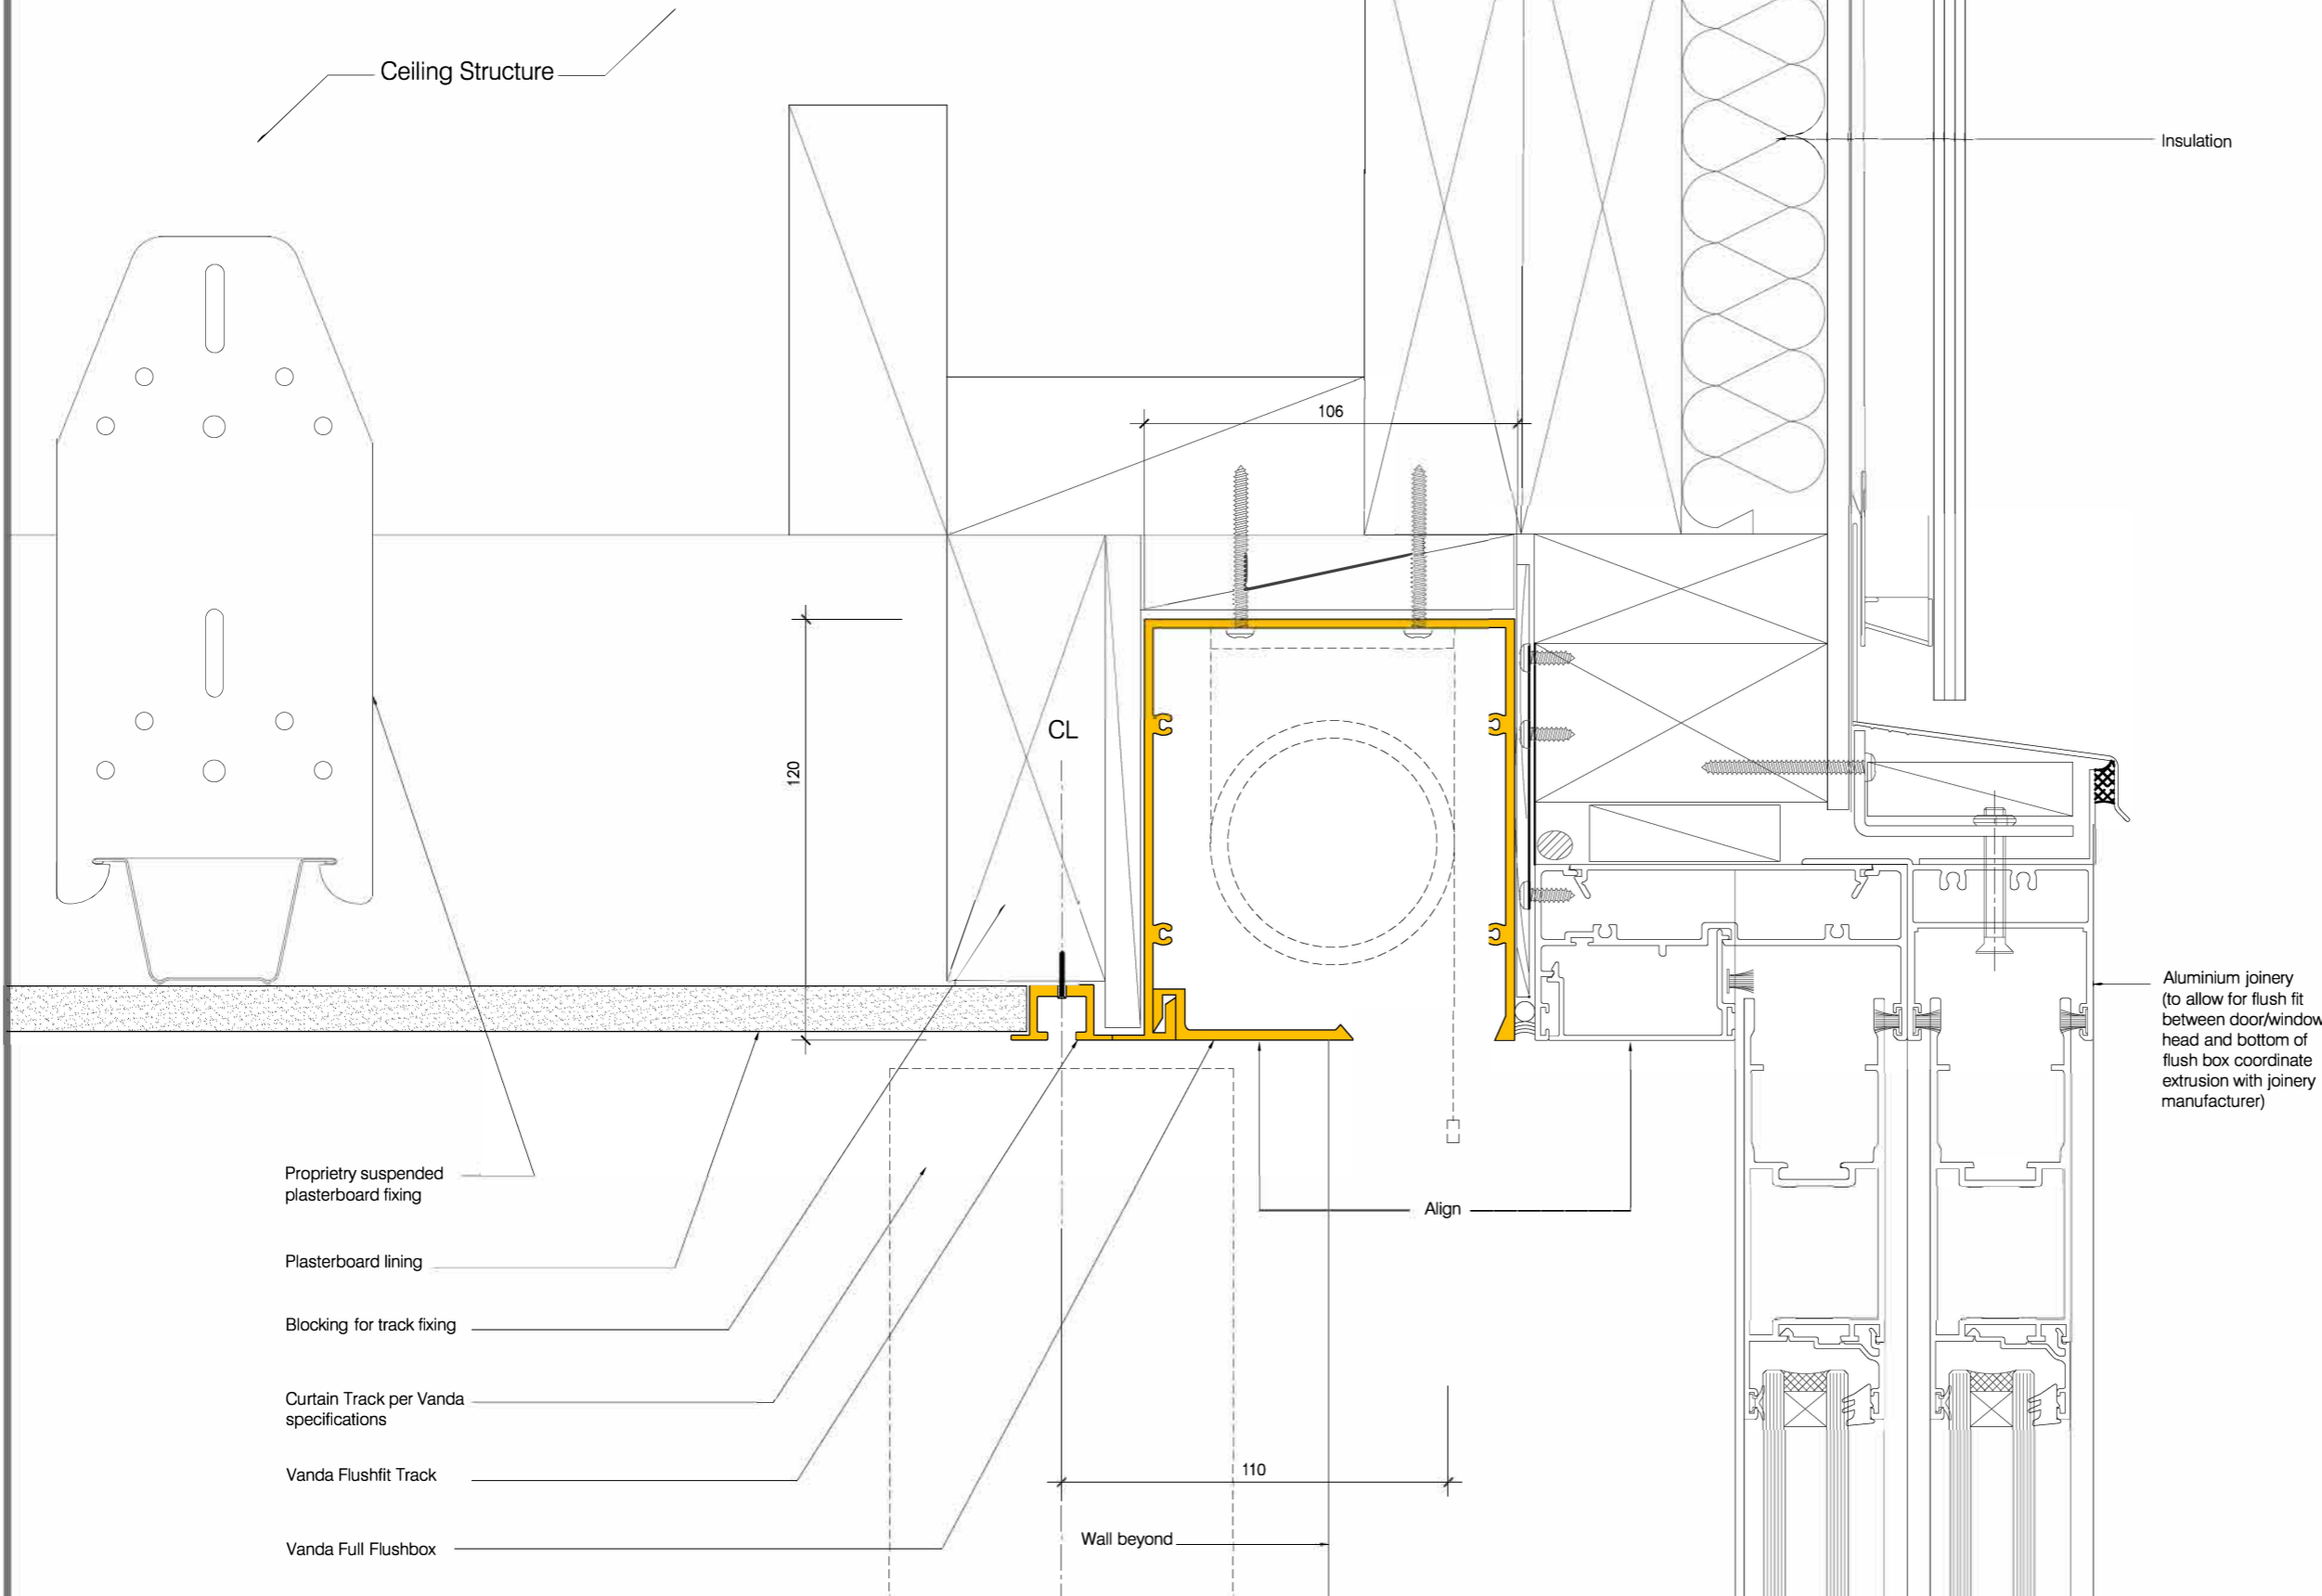 Ceiling Structure
Insulation
106
CL
120
Aluminium joinery
(to allow for flush fit
between door/window
head and bottom of
flush box coordinate
extrusion with joinery
manufacturer)
Proprietry suspended
plasterboard fixing
Align
Plasterboard lining
Blocking for track fixing
Curtain Track per Vanda
specifications
Vanda Flushfit Track
110
Wall beyond
Vanda Full Flushbox